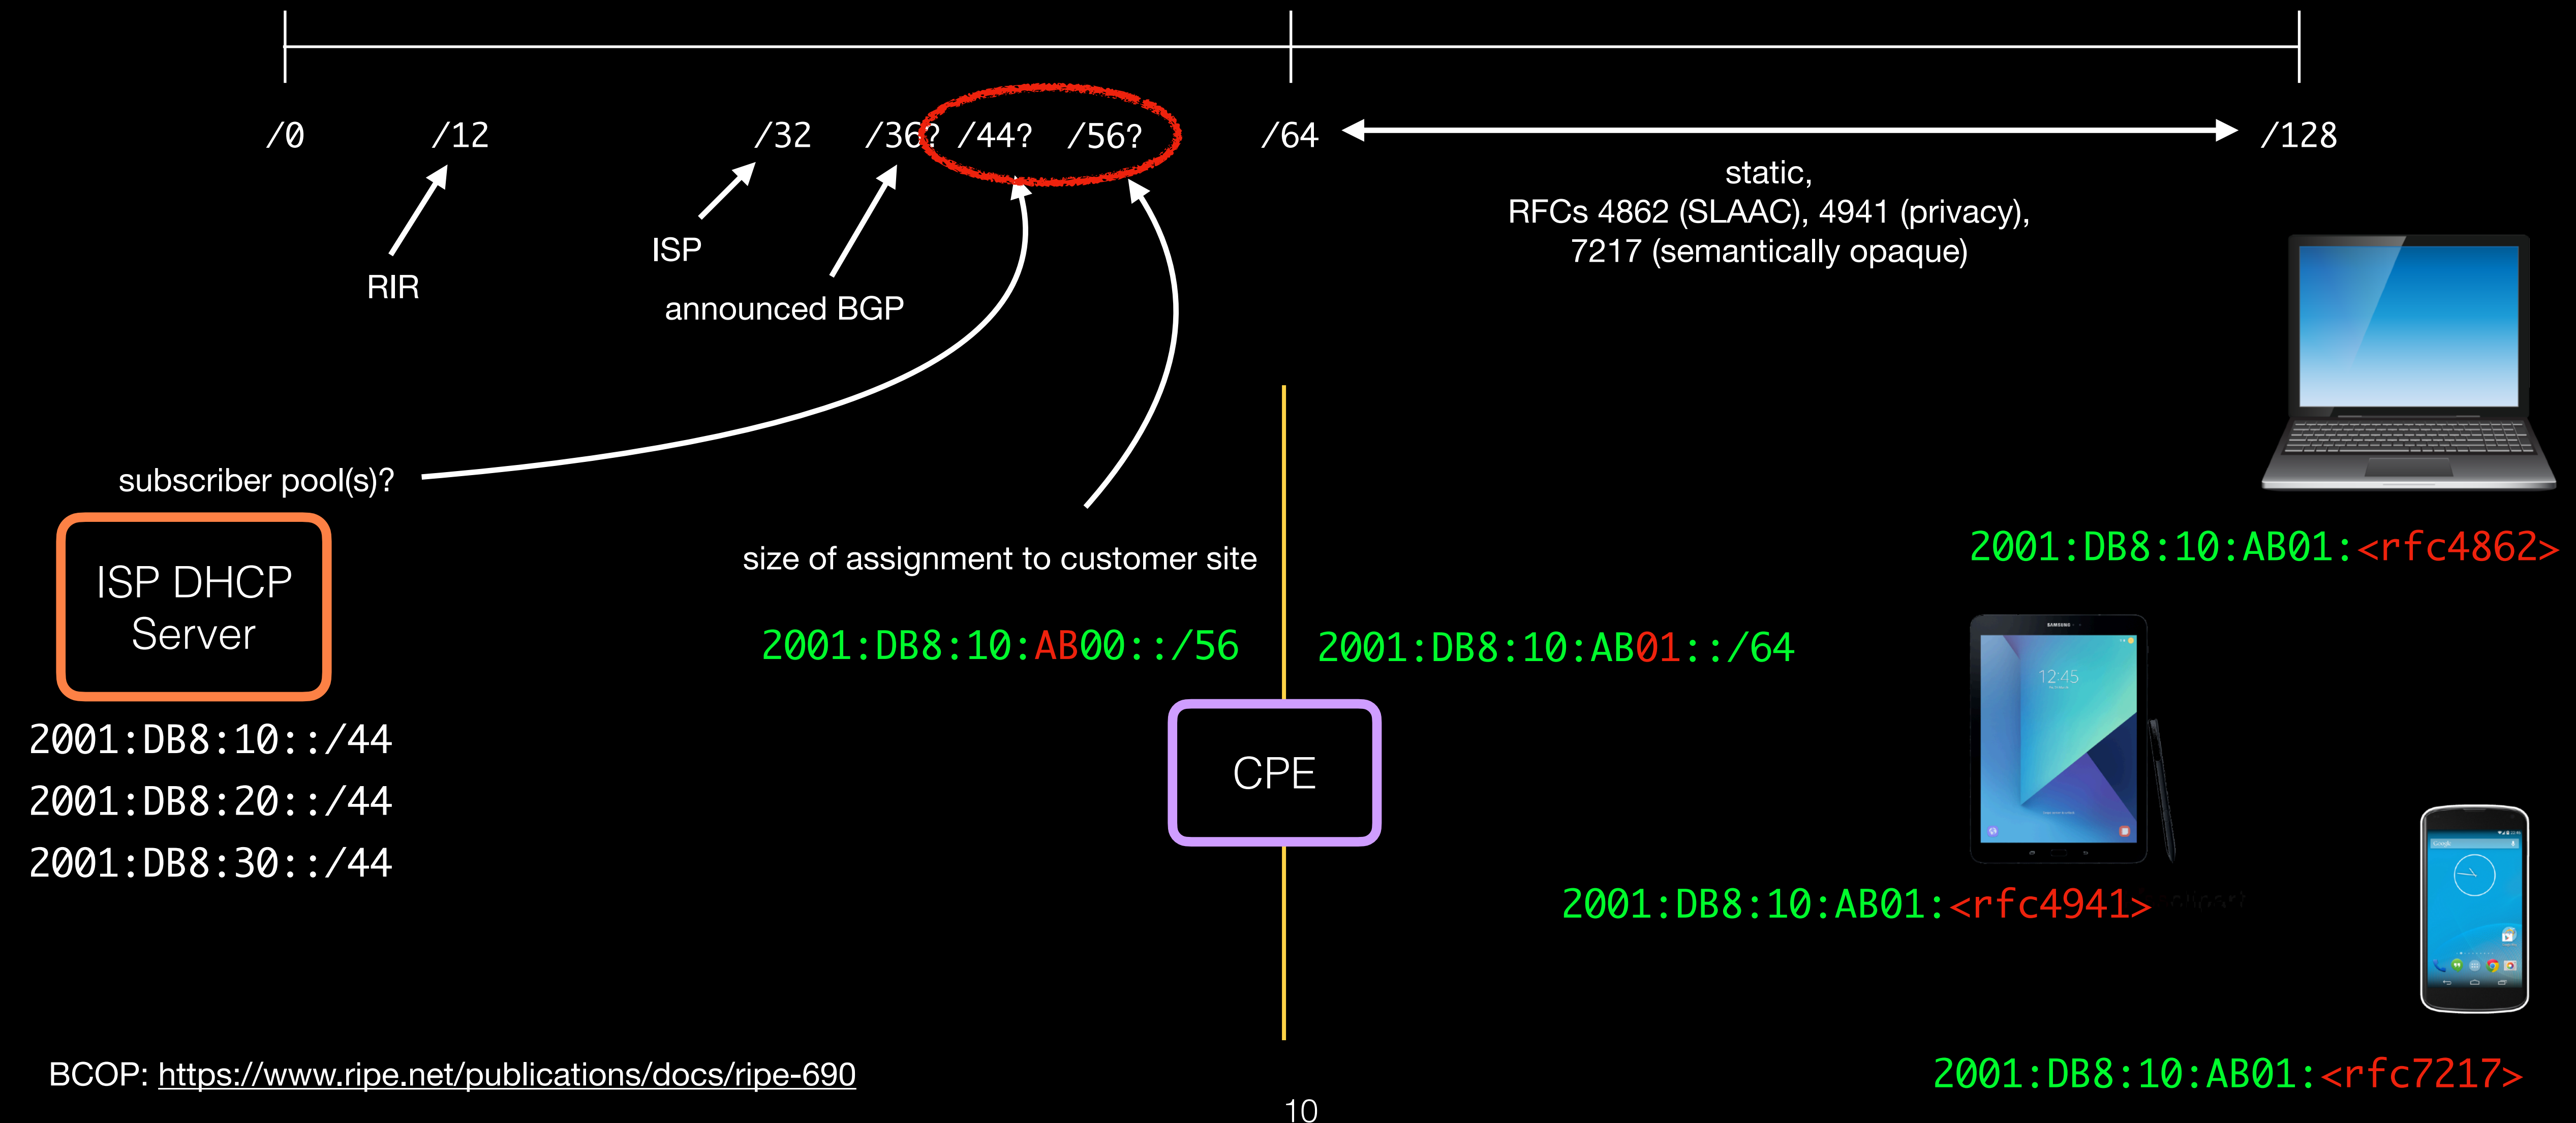 /0 /12 /32 /36? /44? /56? /64 /128
static,
RFCs 4862 (SLAAC), 4941 (privacy),
7217 (semantically opaque)
RIR
ISP
announced BGP
subscriber pool(s)?
ISP DHCP
Server
2001:DB8:10::/44
2001:DB8:20::/44
2001:DB8:30::/44
size of assignment to customer site
2001:DB8:10:AB00::/56
2001:DB8:10:AB01::/64
CPE
2001:DB8:10:AB01:<rfc4862>
SAMSUNG
12:45
2001:DB8:10:AB01:<rfc4941>
Google
2001:DB8:10:AB01:<rfc7217>
BCOP: https://www.ripe.net/publications/docs/ripe-690
10